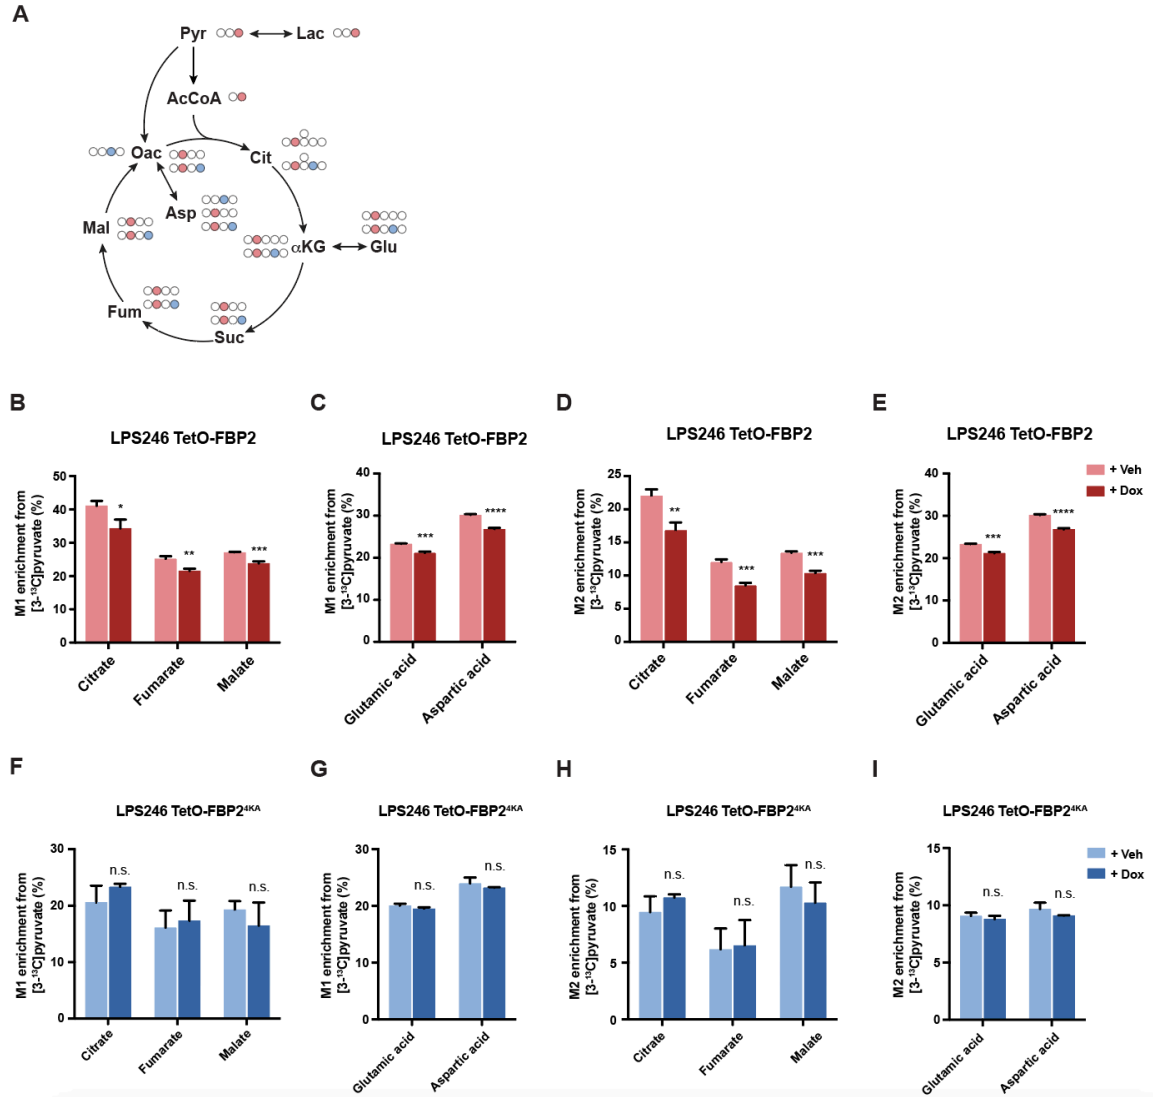 A
Pyr
Lac
AcCoA
Oac
Cit
Asp
Mal
αKG
Glu
Fum
Suc
B
LPS246 TetO-FBP2
M1 enrichment from
[3-¹³C]pyruvate (%)
50
40
30
20
10
0
*
**
***
Citrate
Fumarate
Malate
C
LPS246 TetO-FBP2
M1 enrichment from
[3-¹³C]pyruvate (%)
40
30
20
10
0
***
****
Glutamic acid
Aspartic acid
D
LPS246 TetO-FBP2
M2 enrichment from
[3-¹³C]pyruvate (%)
25
20
15
10
5
0
**
***
***
Citrate
Fumarate
Malate
E
LPS246 TetO-FBP2
M2 enrichment from
[3-¹³C]pyruvate (%)
40
30
20
10
0
***
****
Glutamic acid
Aspartic acid
+ Veh
+ Dox
F
LPS246 TetO-FBP2⁴ᴷᴬ
M1 enrichment from
[3-¹³C]pyruvate (%)
30
20
10
0
n.s.
n.s.
n.s.
Citrate
Fumarate
Malate
G
LPS246 TetO-FBP2⁴ᴷᴬ
M1 enrichment from
[3-¹³C]pyruvate (%)
30
20
10
0
n.s.
n.s.
Glutamic acid
Aspartic acid
H
LPS246 TetO-FBP2⁴ᴷᴬ
M2 enrichment from
[3-¹³C]pyruvate (%)
15
10
5
0
n.s.
n.s.
n.s.
Citrate
Fumarate
Malate
I
LPS246 TetO-FBP2⁴ᴷᴬ
M2 enrichment from
[3-¹³C]pyruvate (%)
15
10
5
0
n.s.
n.s.
Glutamic acid
Aspartic acid
+ Veh
+ Dox